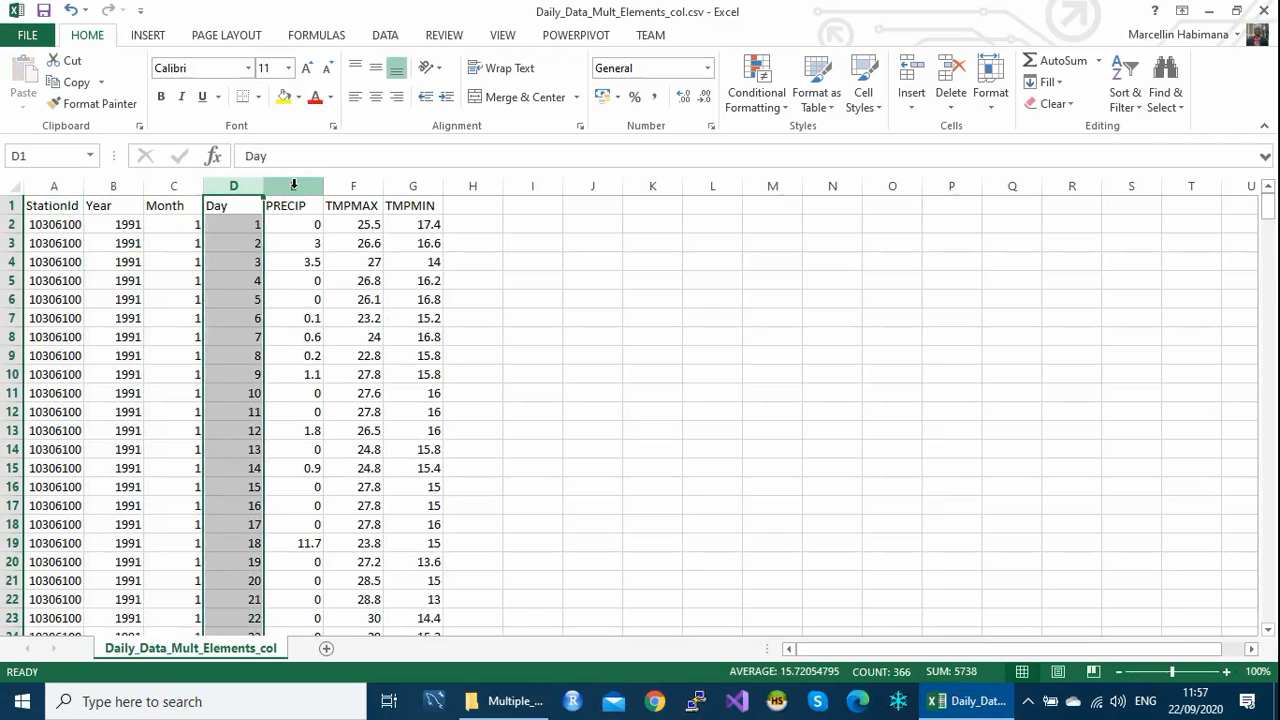 Daily_Data_Mult_Elements_col.csv - Excel
FILE HOME INSERT PAGE LAYOUT FORMULAS DATA REVIEW VIEW POWERPIVOT TEAM Marcellin Habimana
Paste Cut Copy Format Painter Clipboard
Calibri 11 B I U A Font
Wrap Text Merge & Center Alignment
General % , Number
Conditional Formatting Format as Table Cell Styles Styles
Insert Delete Format Cells
AutoSum Fill Clear Sort & Filter Find & Select Editing
D1 fx Day
A B C D F G H I J K L M N O P Q R S T U
1 StationId Year Month Day PRECIP TMPMAX TMPMIN
2 10306100 1991 1 1 0 25.5 17.4
3 10306100 1991 1 2 3 26.6 16.6
4 10306100 1991 1 3 3.5 27 14
5 10306100 1991 1 4 0 26.8 16.2
6 10306100 1991 1 5 0 26.1 16.8
7 10306100 1991 1 6 0.1 23.2 15.2
8 10306100 1991 1 7 0.6 24 16.8
9 10306100 1991 1 8 0.2 22.8 15.8
10 10306100 1991 1 9 1.1 27.8 15.8
11 10306100 1991 1 10 0 27.6 16
12 10306100 1991 1 11 0 27.8 16
13 10306100 1991 1 12 1.8 26.5 16
14 10306100 1991 1 13 0 24.8 15.8
15 10306100 1991 1 14 0.9 24.8 15.4
16 10306100 1991 1 15 0 27.8 15
17 10306100 1991 1 16 0 27.8 15
18 10306100 1991 1 17 0 27.8 16
19 10306100 1991 1 18 11.7 23.8 15
20 10306100 1991 1 19 0 27.2 13.6
21 10306100 1991 1 20 0 28.5 15
22 10306100 1991 1 21 0 28.8 13
23 10306100 1991 1 22 0 30 14.4
Daily_Data_Mult_Elements_col
READY AVERAGE: 15.72054795 COUNT: 366 SUM: 5738 100%
Type here to search Multiple_... Daily_Dat... ENG 11:57
22/09/2020